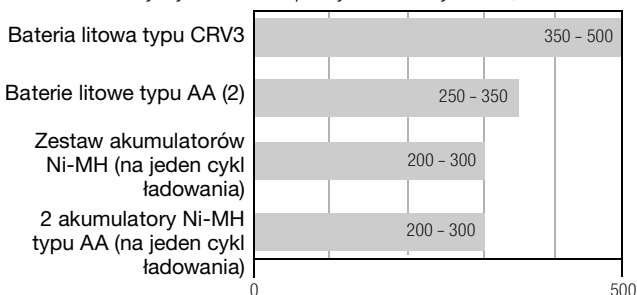 Bateria litowa typu CRV3
350 – 500
Baterie litowe typu AA (2)
250 – 350
Zestaw akumulatorów
Ni-MH (na jeden cykl
ładowania)
200 – 300
2 akumulatory Ni-MH
typu AA (na jeden cykl
ładowania)
200 – 300
0
500